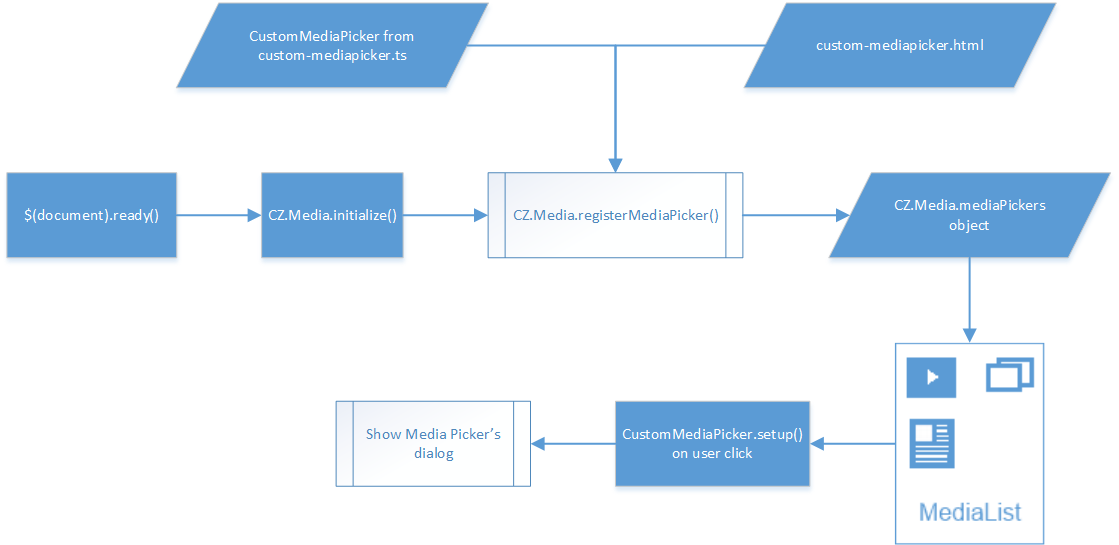 CustomMediaPicker from
custom-mediapicker.ts
custom-mediapicker.html
$(document).ready()
CZ.Media.initialize()
CZ.Media.registerMediaPicker()
CZ.Media.mediaPickers
object
Show Media Picker’s
dialog
CustomMediaPicker.setup()
on user click
MediaList